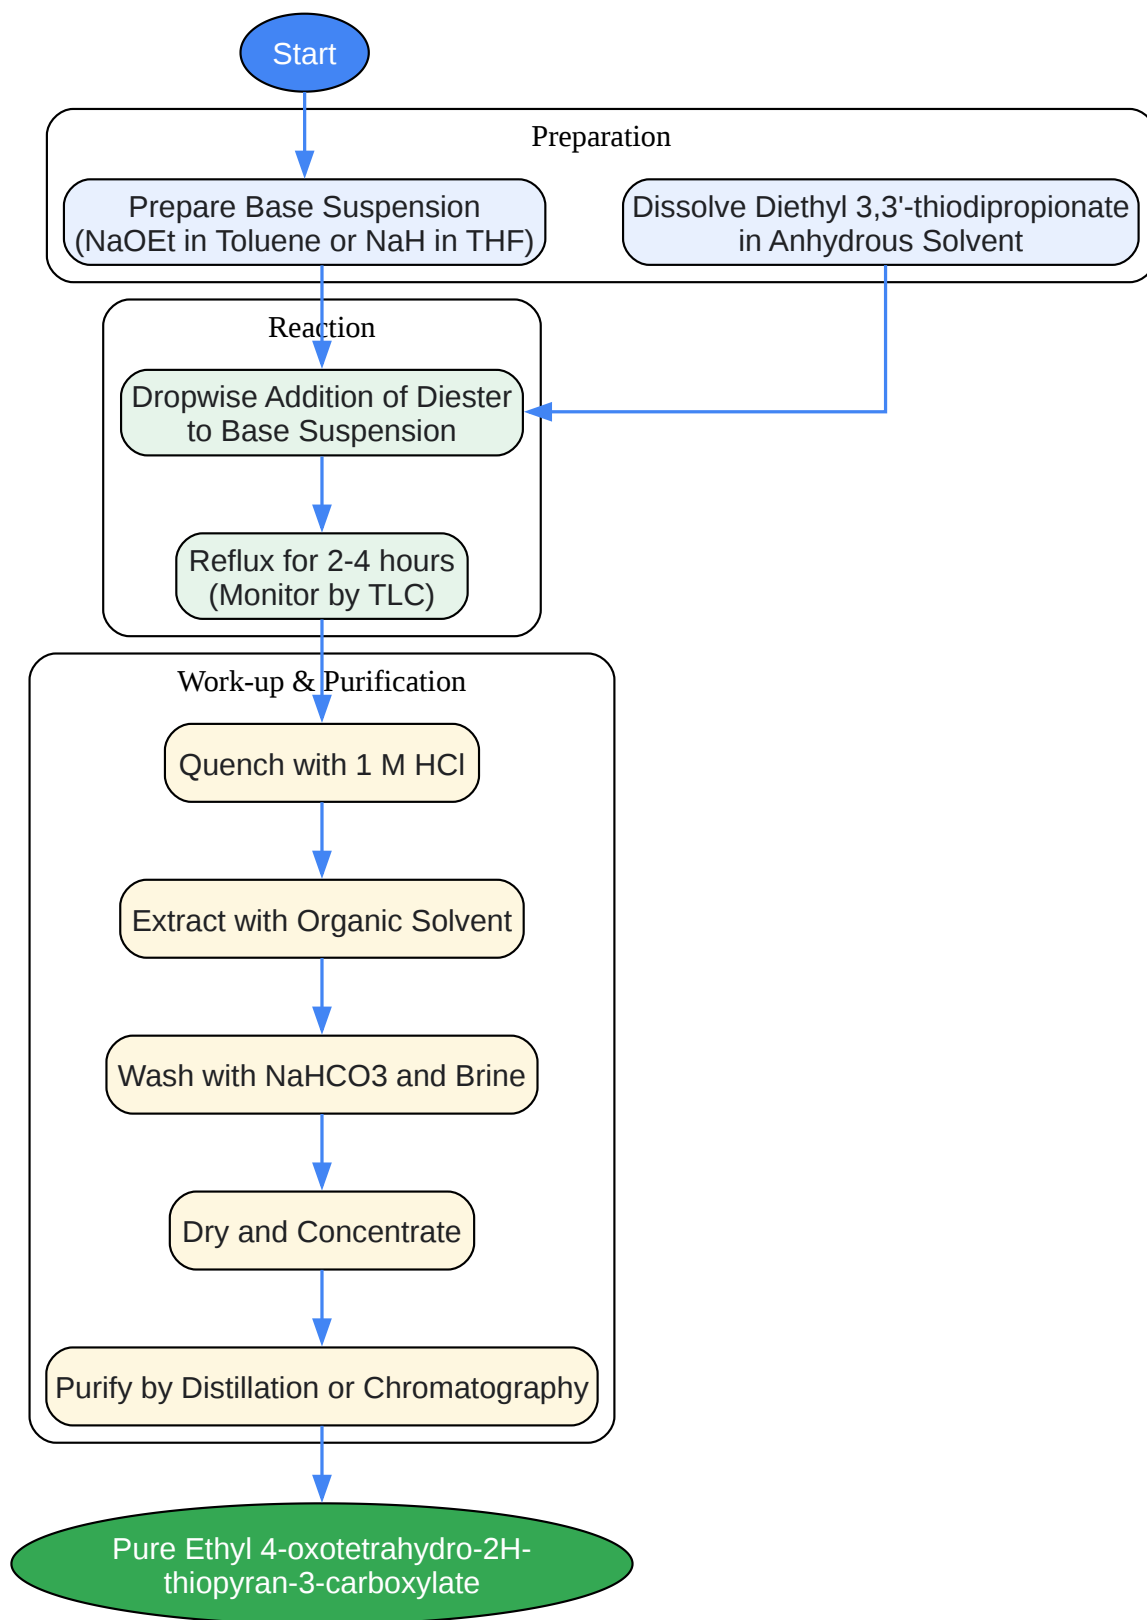 Start
Preparation
Prepare Base Suspension
(NaOEt in Toluene or NaH in THF)
Dissolve Diethyl 3,3'-thiodipropionate
in Anhydrous Solvent
Reaction
Dropwise Addition of Diester
to Base Suspension
Reflux for 2-4 hours
(Monitor by TLC)
Work-up & Purification
Quench with 1 M HCl
Extract with Organic Solvent
Wash with NaHCO3 and Brine
Dry and Concentrate
Purify by Distillation or Chromatography
Pure Ethyl 4-oxotetrahydro-2H-
thiopyran-3-carboxylate